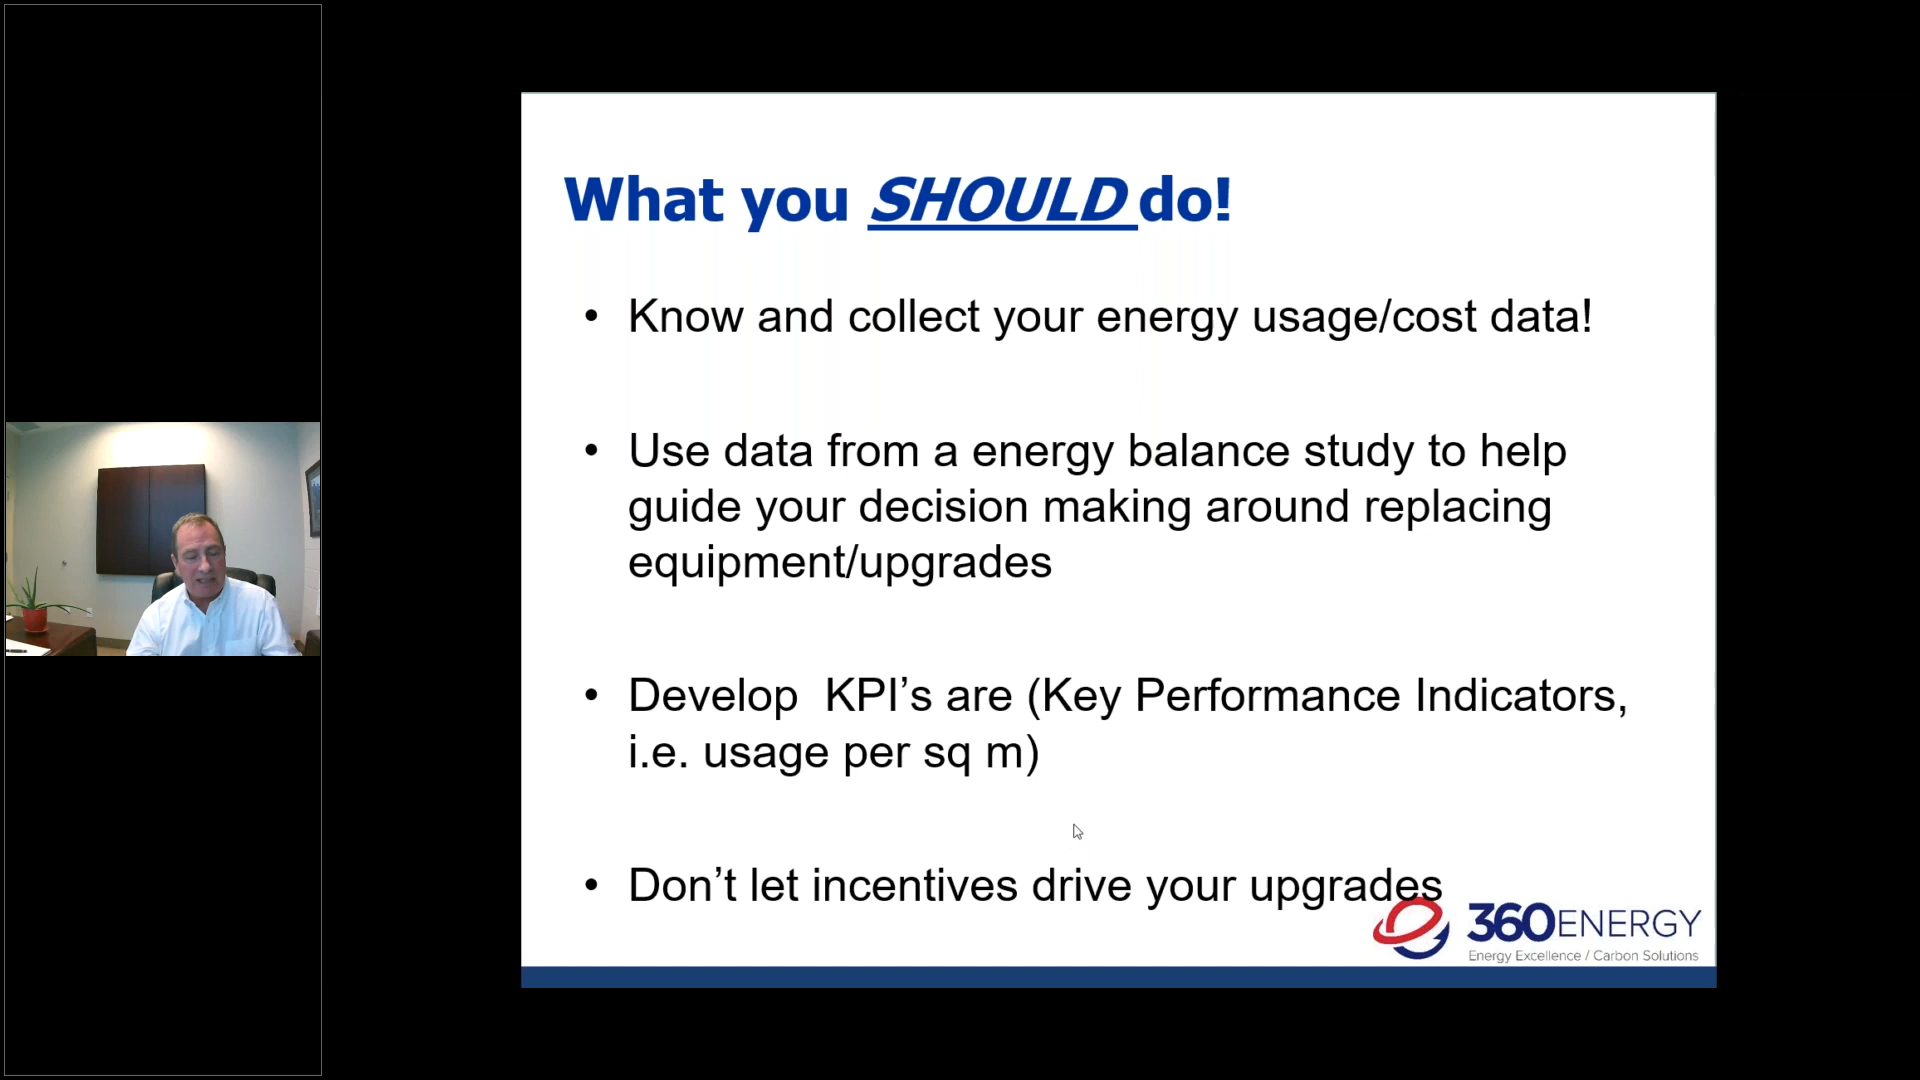 What you SHOULD do!
• Know and collect your energy usage/cost data!
• Use data from a energy balance study to help
guide your decision making around replacing
equipment/upgrades
• Develop  KPI’s are (Key Performance Indicators,
i.e. usage per sq m)
• Don’t let incentives drive your upgrades
360ENERGY
Energy Excellence / Carbon Solutions